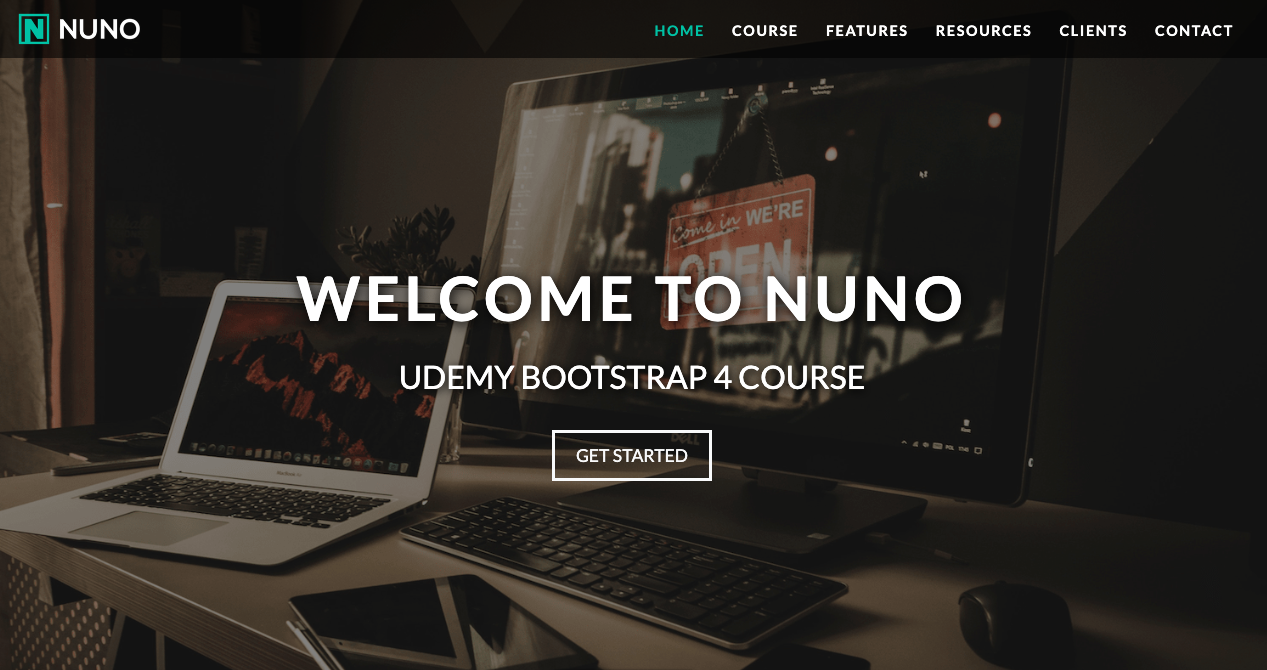 N NUNO
HOME COURSE FEATURES RESOURCES CLIENTS CONTACT
come in WE'RE
OPEN
WELCOME TO NUNO
UDEMY BOOTSTRAP 4 COURSE
GET STARTED
DELL